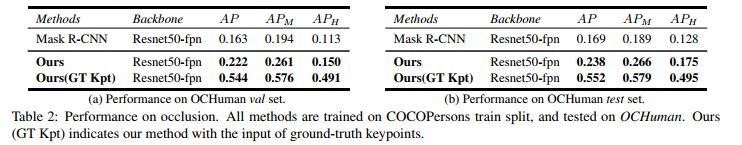 Methods Backbone AP AP_M AP_H
Mask R-CNN Resnet50-fpn 0.163 0.194 0.113
Ours Resnet50-fpn 0.222 0.261 0.150
Ours(GT Kpt) Resnet50-fpn 0.544 0.576 0.491
(a) Performance on OCHuman val set.
Methods Backbone AP AP_M AP_H
Mask R-CNN Resnet50-fpn 0.169 0.189 0.128
Ours Resnet50-fpn 0.238 0.266 0.175
Ours(GT Kpt) Resnet50-fpn 0.552 0.579 0.495
(b) Performance on OCHuman test set.
Table 2: Performance on occlusion. All methods are trained on COCOPersons train split, and tested on OCHuman. Ours
(GT Kpt) indicates our method with the input of ground-truth keypoints.